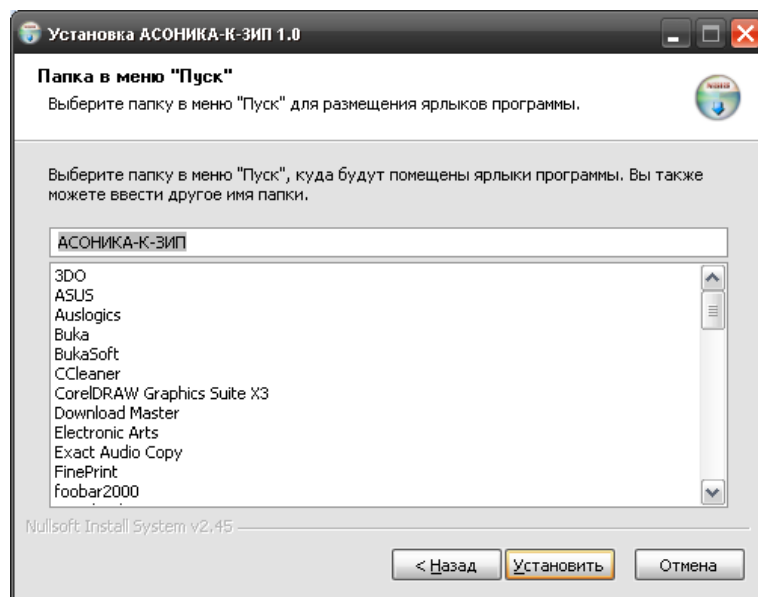 Установка АСОНИКА-К-ЗИП 1.0
Папка в меню "Пуск"
Выберите папку в меню "Пуск" для размещения ярлыков программы.
Выберите папку в меню "Пуск", куда будут помещены ярлыки программы. Вы также
можете ввести другое имя папки.
АСОНИКА-К-ЗИП
3DO
ASUS
Auslogics
Buka
BukaSoft
CCleaner
CorelDRAW Graphics Suite X3
Download Master
Electronic Arts
Exact Audio Copy
FinePrint
foobar2000
Nullsoft Install System v2.45
< Назад Установить Отмена